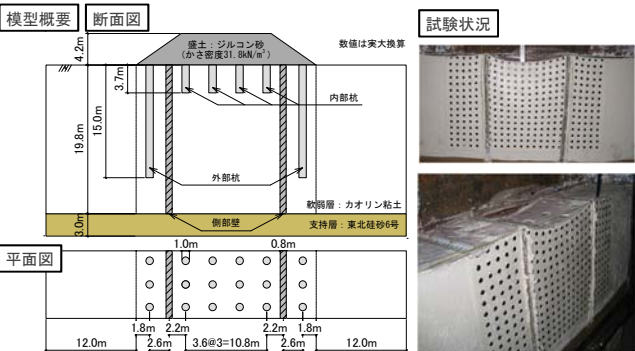 模型概要
断面図
盛土：ジルコン砂
(かさ密度31.8kN/m³)
数値は実大換算
4.2m
3.7m
15.0m
19.8m
3.0m
内部杭
外部杭
軟弱層：カオリン粘土
側部壁
支持層：東北硅砂6号
平面図
1.0m
0.8m
1.8m
2.2m
2.2m
1.8m
12.0m
2.6m
3.6@3=10.8m
2.6m
12.0m
試験状況